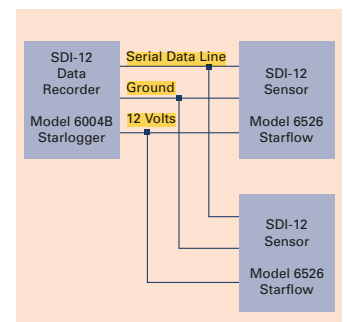 SDI-12
Data
Recorder
Model 6004B
Starlogger
Serial Data Line
Ground
12 Volts
SDI-12
Sensor
Model 6526
Starflow
SDI-12
Sensor
Model 6526
Starflow